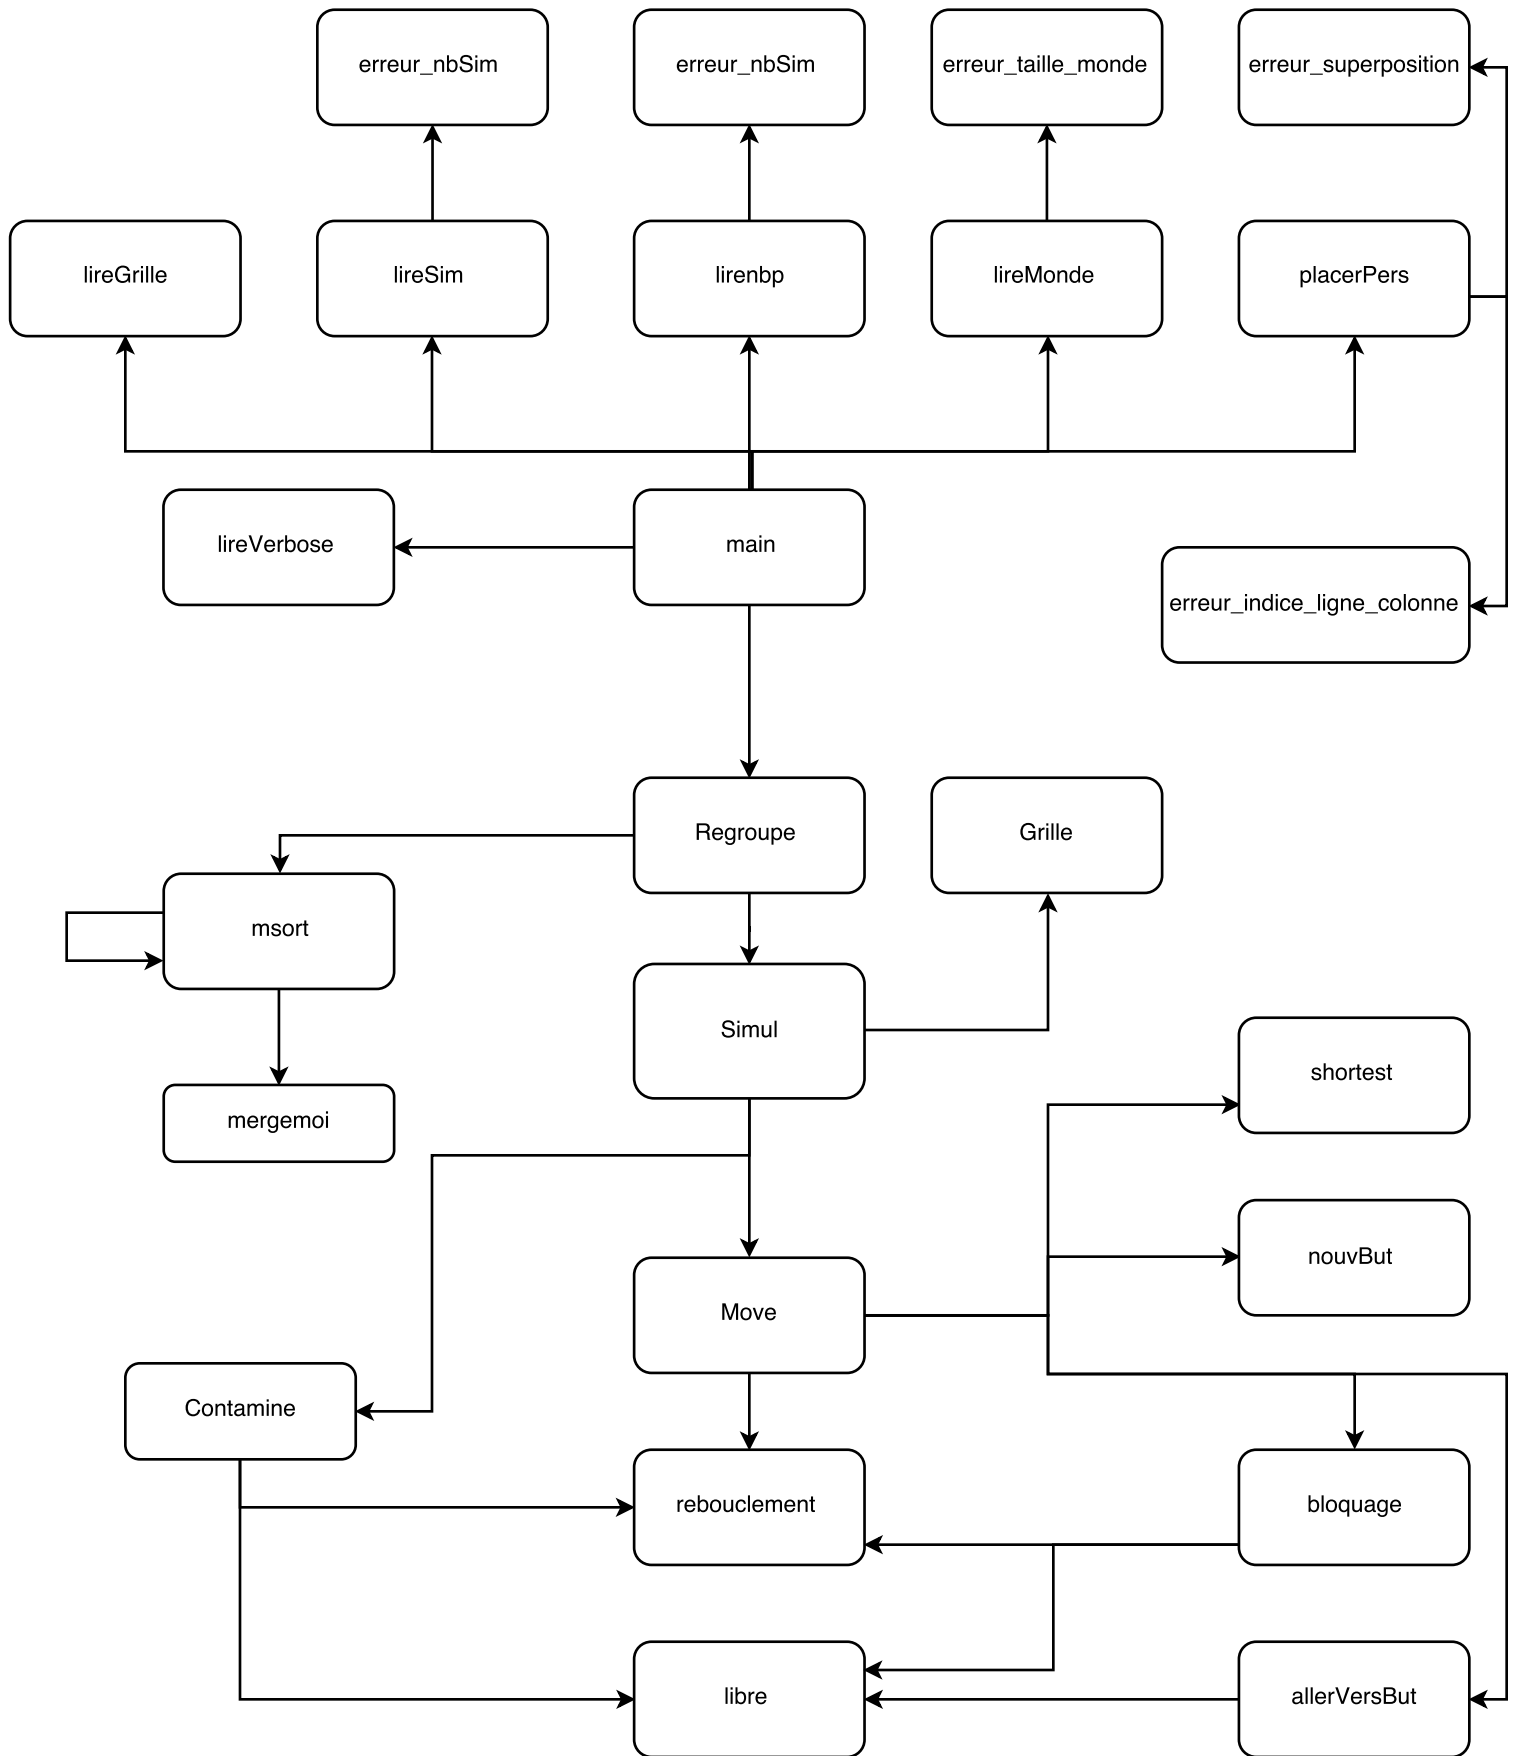 erreur_nbSim
erreur_nbSim
erreur_taille_monde
erreur_superposition
lireGrille
lireSim
lirenbp
lireMonde
placerPers
lireVerbose
main
erreur_indice_ligne_colonne
Regroupe
Grille
msort
Simul
shortest
mergemoi
nouvBut
Move
Contamine
rebouclement
bloquage
libre
allerVersBut